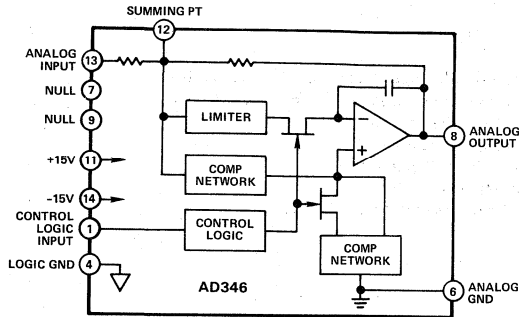 SUMMING PT
12
ANALOG
INPUT
13
NULL
7
NULL
9
+15V
11
-15V
14
CONTROL
LOGIC
INPUT
1
LOGIC GND
4
LIMITER
COMP
NETWORK
CONTROL
LOGIC
COMP
NETWORK
−
+
8
ANALOG
OUTPUT
6
ANALOG
GND
AD346